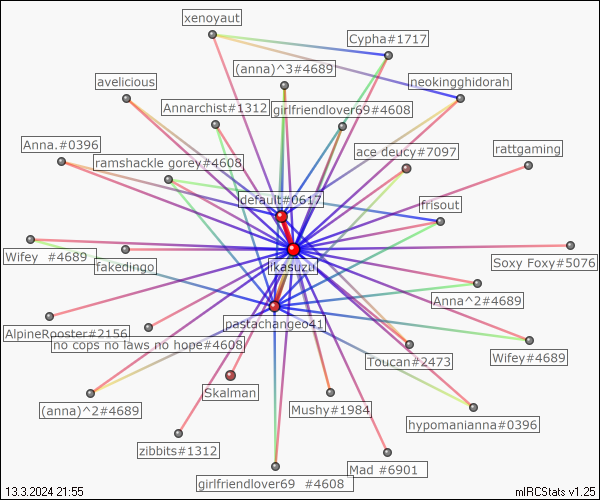 xenoyaut
Cypha#1717
(anna)^3#4689
avelicious
neokingghidorah
Annarchist#1312
girlfriendlover69#4608
Anna.#0396
ace deucy#7097
rattgaming
ramshackle gorey#4608
default#0617
frisout
Wifey  #4689
fakedingo
ikasuzu
Soxy Foxy#5076
Anna^2#4689
pastachangeo41
AlpineRooster#2156
no cops no laws no hope#4608
Wifey#4689
Toucan#2473
Skalman
(anna)^2#4689
Mushy#1984
hypomanianna#0396
zibbits#1312
Mad #6901
girlfriendlover69  #4608
13.3.2024 21:55
mIRCStats v1.25